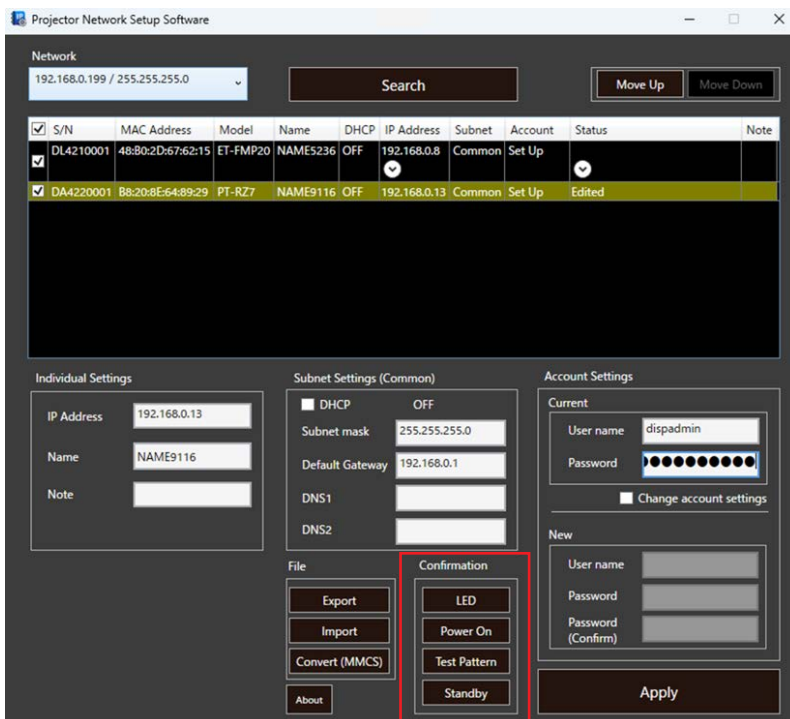 Projector Network Setup Software
Network
192.168.0.199 / 255.255.255.0
Search
Move Up Move Down
S/N MAC Address Model Name DHCP IP Address Subnet Account Status Note
DL4210001 48:B0:2D:67:62:15 ET-FMP20 NAME5236 OFF 192.168.0.8 Common Set Up
DA4220001 B8:20:8E:64:89:29 PT-RZ7 NAME9116 OFF 192.168.0.13 Common Set Up Edited
Individual Settings
IP Address 192.168.0.13
Name NAME9116
Note
Subnet Settings (Common)
DHCP OFF
Subnet mask 255.255.255.0
Default Gateway 192.168.0.1
DNS1
DNS2
Account Settings
Current
User name dispadmin
Password ●●●●●●●●●●
Change account settings
New
User name
Password
Password
(Confirm)
File
Export
Import
Convert (MMCS)
About
Confirmation
LED
Power On
Test Pattern
Standby
Apply